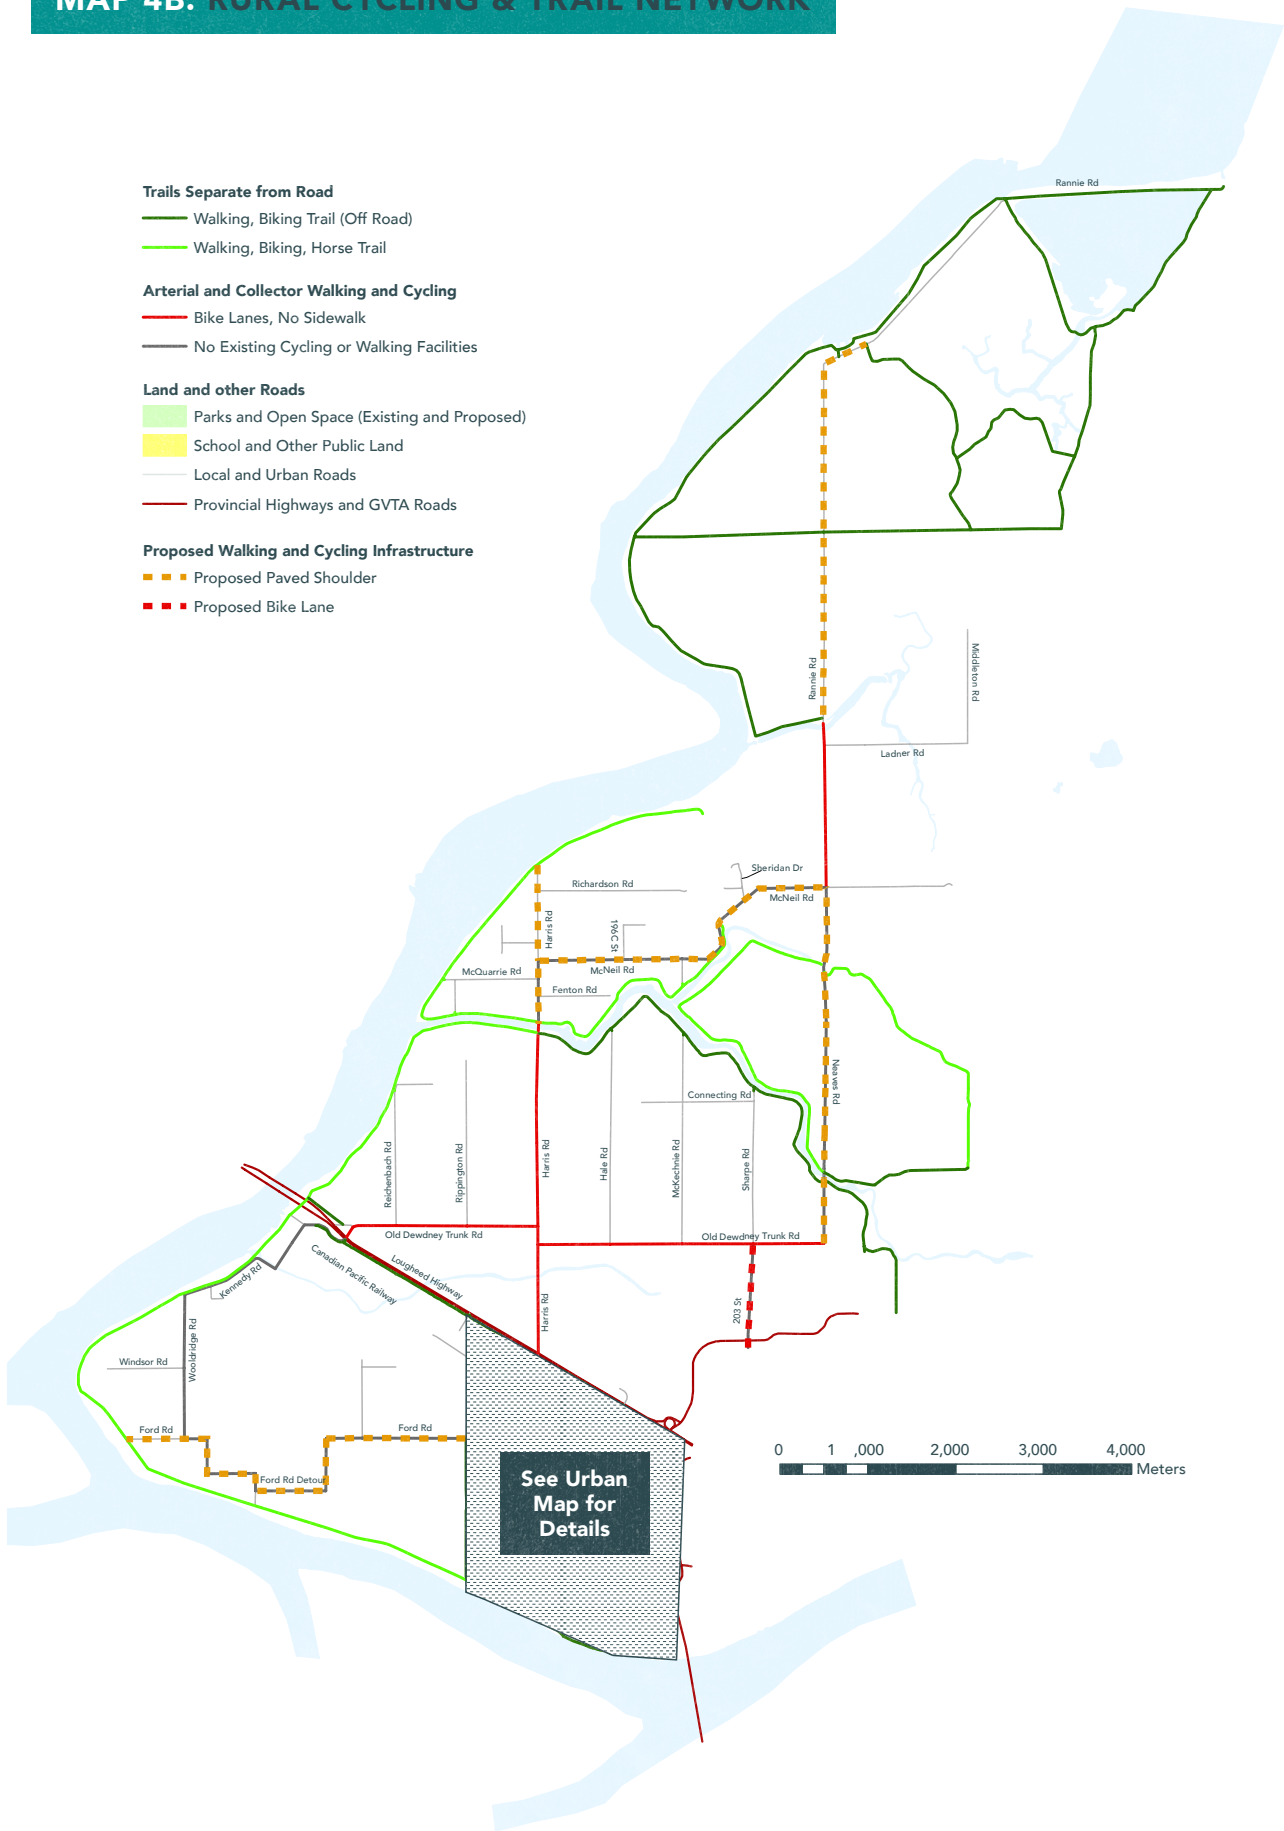 MAP 4B: RURAL CYCLING & TRAIL NETWORK
Rannie Rd
Trails Separate from Road
Walking, Biking Trail (Off Road)
Walking, Biking, Horse Trail
Arterial and Collector Walking and Cycling
Bike Lanes, No Sidewalk
No Existing Cycling or Walking Facilities
Land and other Roads
Parks and Open Space (Existing and Proposed)
School and Other Public Land
Local and Urban Roads
Provincial Highways and GVTA Roads
Proposed Walking and Cycling Infrastructure
Proposed Paved Shoulder
Proposed Bike Lane
Rannie Rd
Middleton Rd
Ladner Rd
Sheridan Dr
Richardson Rd
McNeil Rd
Harris Rd
196C St
McNeil Rd
McQuarrie Rd
Fenton Rd
Neaves Rd
Connecting Rd
Reichenbach Rd
Rippington Rd
Harris Rd
Hale Rd
McKechnie Rd
Sharpe Rd
Old Dewdney Trunk Rd
Old Dewdney Trunk Rd
Canadian Pacific Railway
Lougheed Highway
Kennedy Rd
Harris Rd
203 St
Wooldridge Rd
Windsor Rd
Ford Rd
Ford Rd
Ford Rd Detour
See Urban
Map for
Details
0 1 ,000 2,000 3,000 4,000
Meters